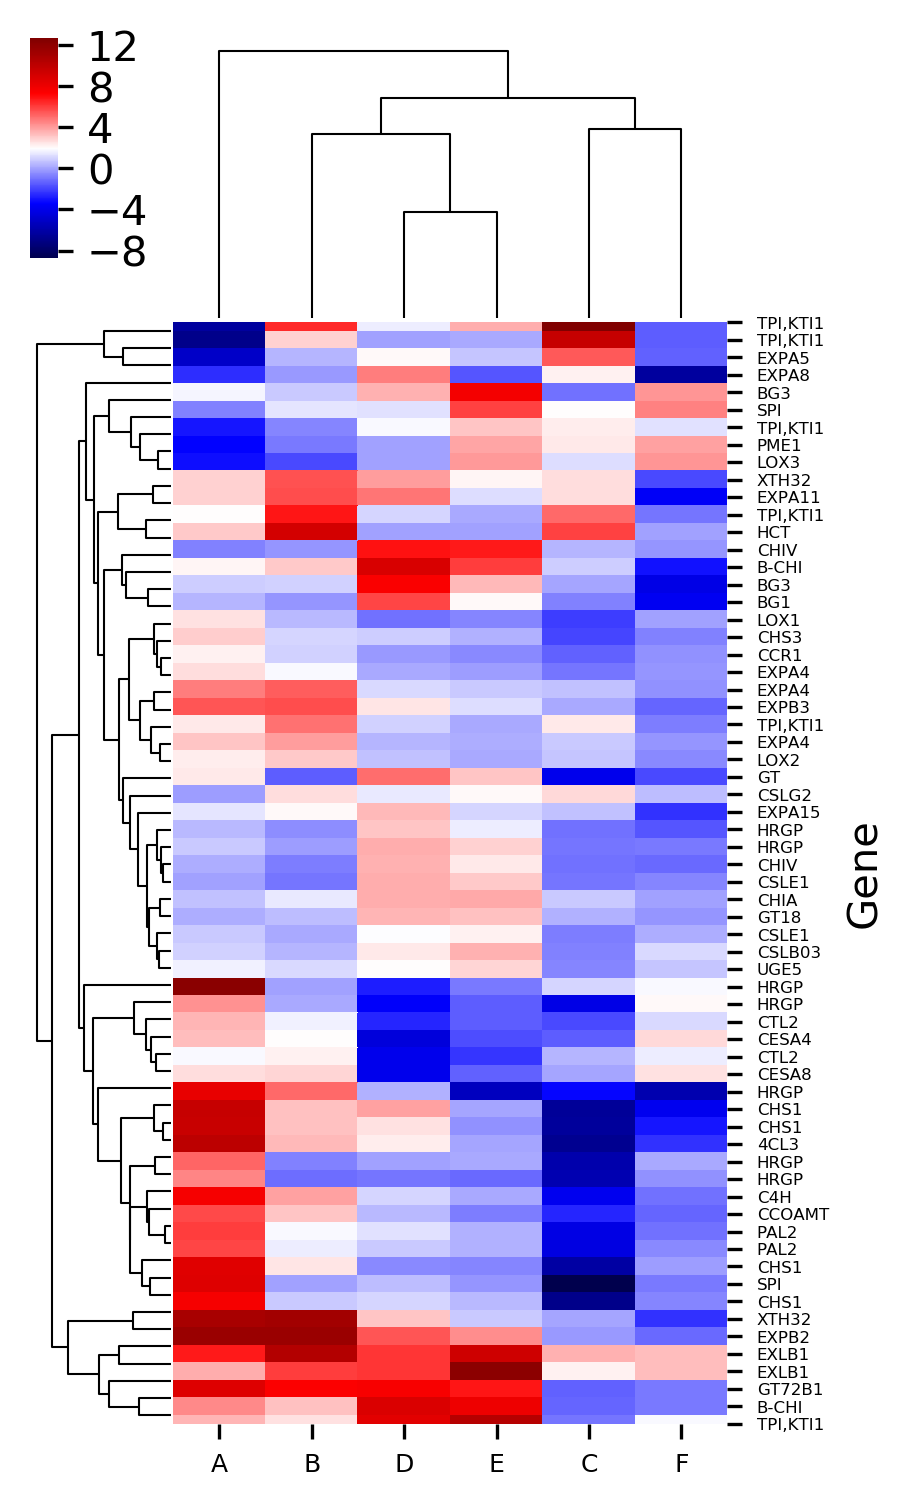 12
8
4
0
−4
−8
TPI,KTI1
TPI,KTI1
EXPA5
EXPA8
BG3
SPI
TPI,KTI1
PME1
LOX3
XTH32
EXPA11
TPI,KTI1
HCT
CHIV
B-CHI
BG3
BG1
LOX1
CHS3
CCR1
EXPA4
EXPA4
EXPB3
TPI,KTI1
EXPA4
LOX2
GT
CSLG2
EXPA15
HRGP
HRGP
CHIV
CSLE1
CHIA
GT18
CSLE1
CSLB03
UGE5
HRGP
HRGP
CTL2
CESA4
CTL2
CESA8
HRGP
CHS1
CHS1
4CL3
HRGP
HRGP
C4H
CCOAMT
PAL2
PAL2
CHS1
SPI
CHS1
XTH32
EXPB2
EXLB1
EXLB1
GT72B1
B-CHI
TPI,KTI1
Gene
A B D E C F